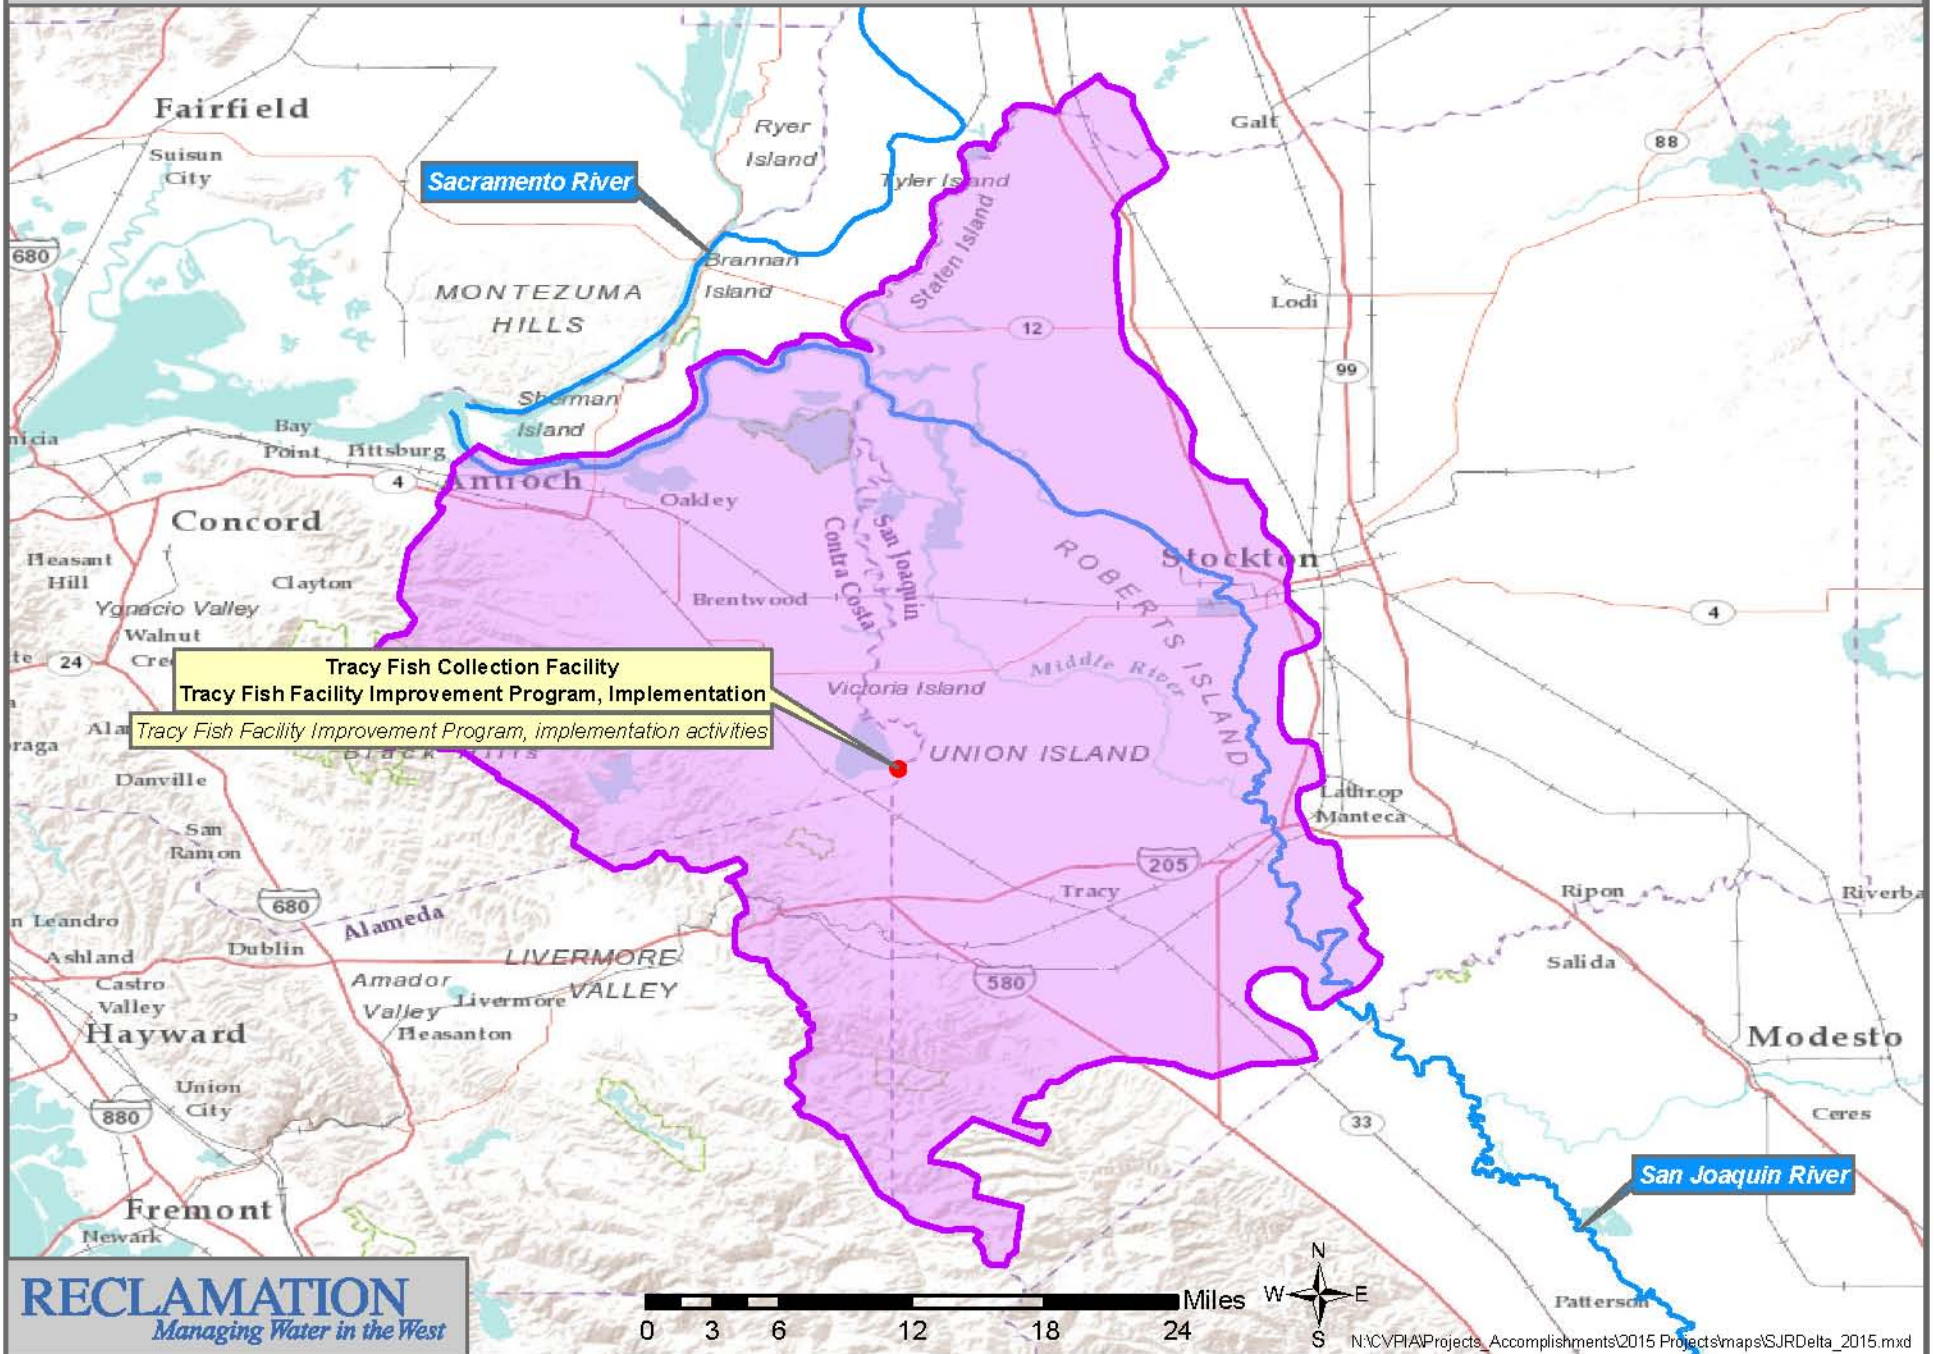 Fairfield
Suisun
City
Ryer
Island
Galt
88
Sacramento River
Tyler Island
Staten Island
680
Brannan
Island
MONTEZUMA
HILLS
Lodi
12
99
Sherman
Island
Bay
Point
Pittsburg
Antioch
4
Oakley
Concord
San Joaquin
Contra Costa
Stockton
ROBERTS ISLAND
Pleasant
Hill
Clayton
Ygnacio Valley
Brentwood
4
Walnut
24
Middle River
Tracy Fish Collection Facility
Tracy Fish Facility Improvement Program, Implementation
Tracy Fish Facility Improvement Program, implementation activities
Victoria Island
UNION ISLAND
Danville
Lathrop
Manteca
San
Ramon
205
Tracy
Ripon
680
Alameda
Dublin
LIVERMORE
VALLEY
Ashland
Castro
Valley
Amador
Valley
Livermore
Pleasanton
580
Salida
Hayward
Modesto
Union
City
880
Ceres
33
San Joaquin River
Fremont
Newark
Patterson
RECLAMATION
Managing Water in the West
0 3 6 12 18 24 Miles
N
W E
S
N:\CVPIA\Projects_Accomplishments\2015 Projects\maps\SJRDelta_2015.mxd